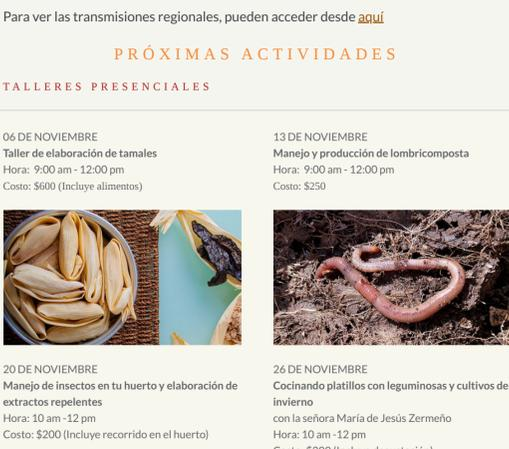 Para ver las transmisiones regionales, pueden acceder desde aquí
PRÓXIMAS ACTIVIDADES
TALLERES PRESENCIALES
06 DE NOVIEMBRE
Taller de elaboración de tamales
Hora:  9:00 am - 12:00 pm
Costo: $600 (Incluye alimentos)
13 DE NOVIEMBRE
Manejo y producción de lombricomposta
Hora:  9:00 am - 12:00 pm
Costo: $250
20 DE NOVIEMBRE
Manejo de insectos en tu huerto y elaboración de
extractos repelentes
Hora: 10 am -12 pm
Costo: $200 (Incluye recorrido en el huerto)
26 DE NOVIEMBRE
Cocinando platillos con leguminosas y cultivos de
invierno
con la señora María de Jesús Zermeño
Hora: 10 am -12 pm